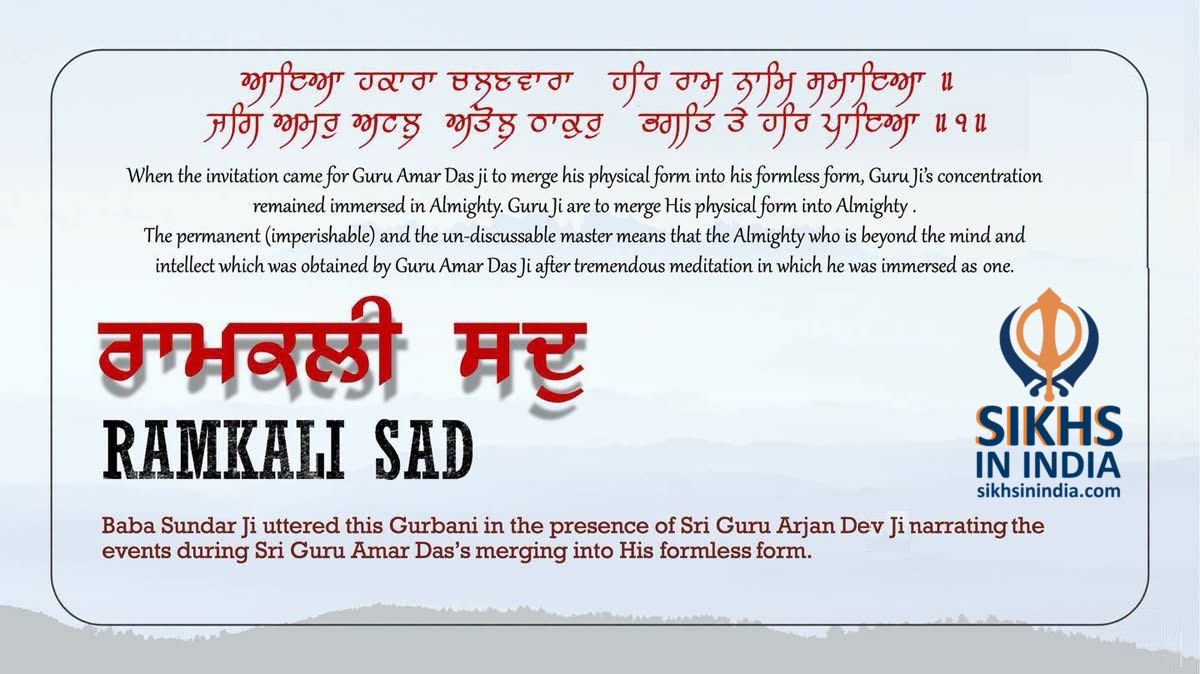 ਆਇਆ ਹਕਾਰਾ ਚਲਣਵਾਰਾ ਹਰਿ ਰਾਮ ਨਾਮਿ ਸਮਾਇਆ ॥
ਜਗਿ ਅਮਰੁ ਅਟਲੁ ਅਤੋਲੁ ਠਾਕੁਰੁ ਭਗਤਿ ਤੇ ਹਰਿ ਪਾਇਆ ॥੧॥
When the invitation came for Guru Amar Das ji to merge his physical form into his formless form, Guru Ji's concentration
remained immersed in Almighty. Guru Ji are to merge His physical form into Almighty .
The permanent (imperishable) and the un-discussable master means that the Almighty who is beyond the mind and
intellect which was obtained by Guru Amar Das Ji after tremendous meditation in which he was immersed as one.
ਰਾਮਕਲੀ ਸਦੁ
RAMKALI SAD
SIKHS
IN INDIA
sikhsinindia.com
Baba Sundar Ji uttered this Gurbani in the presence of Sri Guru Arjan Dev Ji narrating the
events during Sri Guru Amar Das's merging into His formless form.